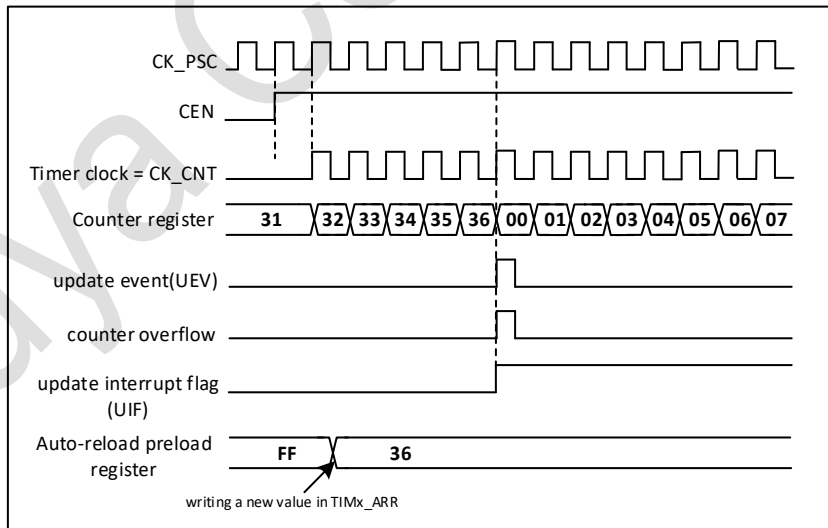 CK_PSC
CEN
Timer clock = CK_CNT
Counter register 31 32 33 34 35 36 00 01 02 03 04 05 06 07
update event(UEV)
counter overflow
update interrupt flag
(UIF)
Auto-reload preload
register
FF 36
writing a new value in TIMx_ARR